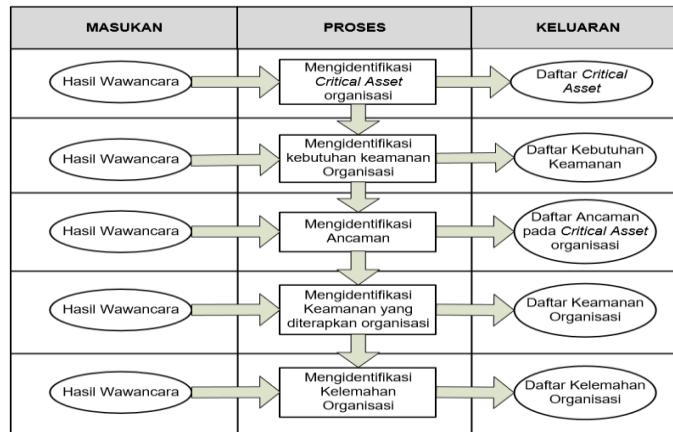 MASUKAN
PROSES
KELUARAN
Hasil Wawancara
Mengidentifikasi
Critical Asset
organisasi
Daftar Critical
Asset
Hasil Wawancara
Mengidentifikasi
kebutuhan keamanan
Organisasi
Daftar Kebutuhan
Keamanan
Hasil Wawancara
Mengidentifikasi
Ancaman
Daftar Ancaman
pada Critical Asset
organisasi
Hasil Wawancara
Mengidentifikasi
Keamanan yang
diterapkan organisasi
Daftar Keamanan
Organisasi
Hasil Wawancara
Mengidentifikasi
Kelemahan
Organisasi
Daftar Kelemahan
Organisasi